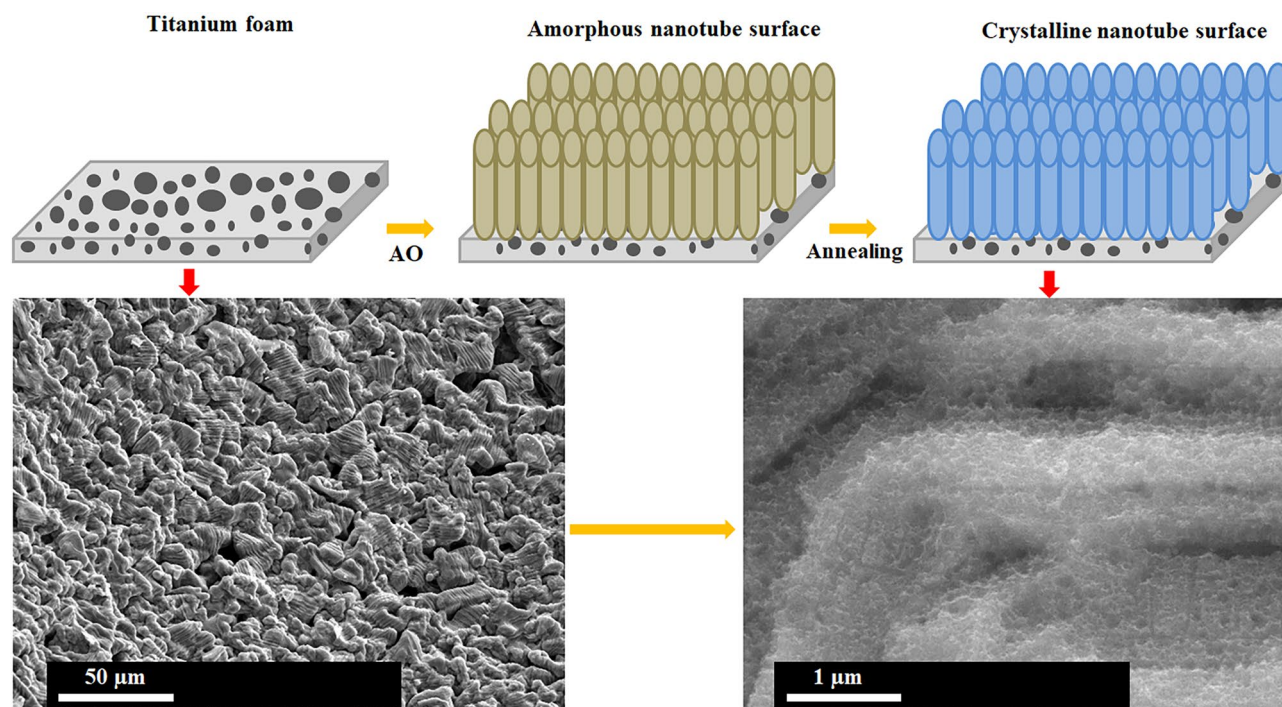 Titanium foam
Amorphous nanotube surface
Crystalline nanotube surface
AO
Annealing
50 μm
1 μm